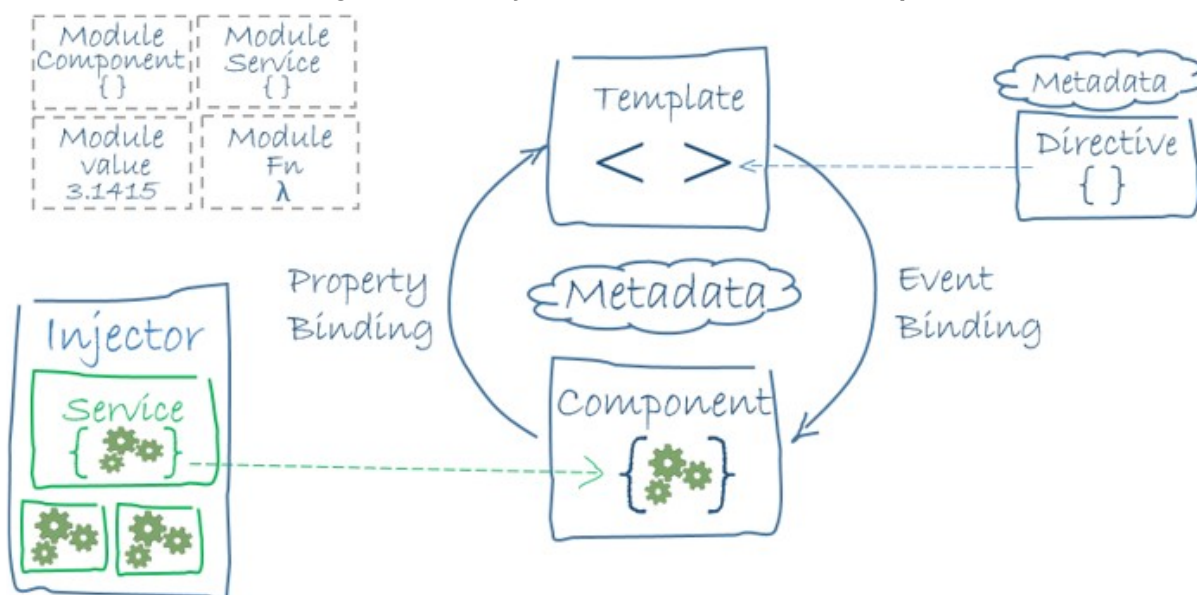 Module
Component
{ }
Module
Service
{ }
Module
value
3.1415
Module
Fn
λ
Template
< >
Metadata
Directive
{ }
Property
Binding
Metadata
Event
Binding
Injector
Service
{ }
Component
{ }